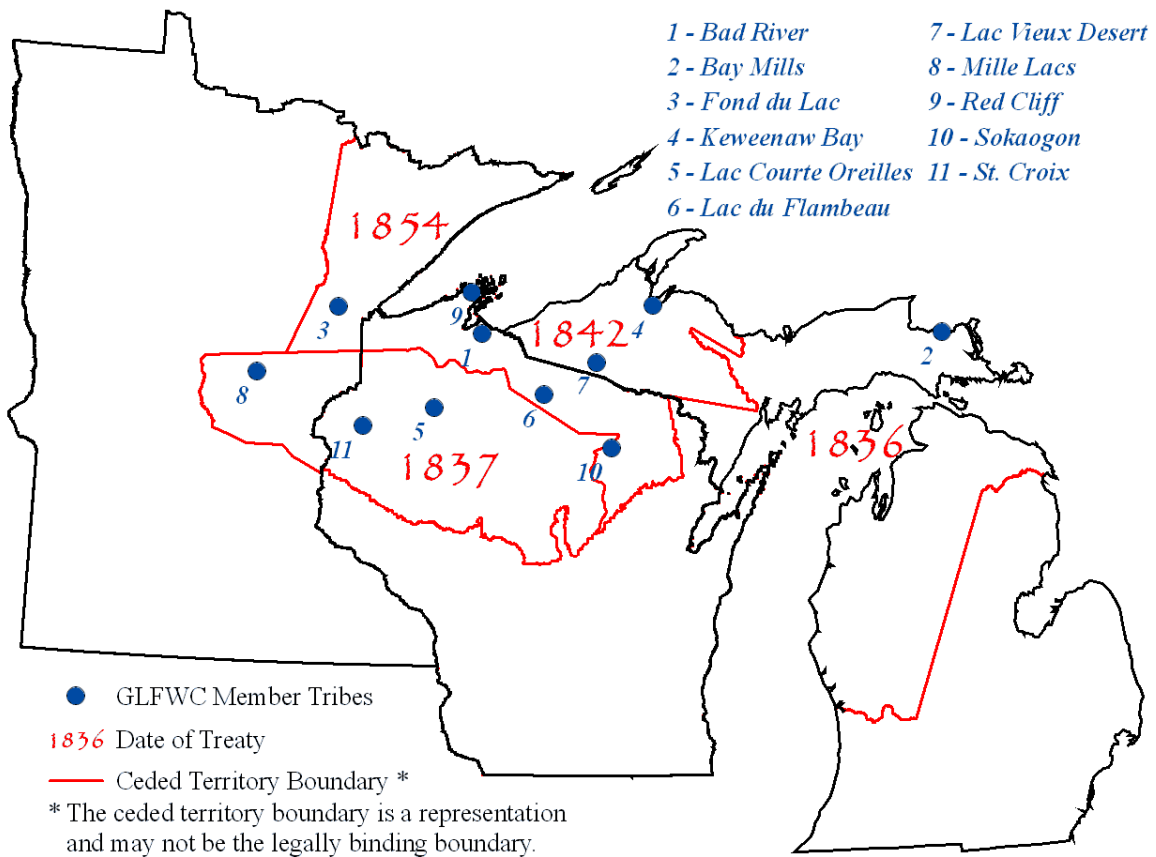 1 - Bad River
2 - Bay Mills
3 - Fond du Lac
4 - Keweenaw Bay
5 - Lac Courte Oreilles
6 - Lac du Flambeau
7 - Lac Vieux Desert
8 - Mille Lacs
9 - Red Cliff
10 - Sokaogon
11 - St. Croix
1854
9
3
1
1842
4
2
7
8
6
5
11
1837
10
1836
GLFWC Member Tribes
1836 Date of Treaty
Ceded Territory Boundary *
* The ceded territory boundary is a representation
and may not be the legally binding boundary.